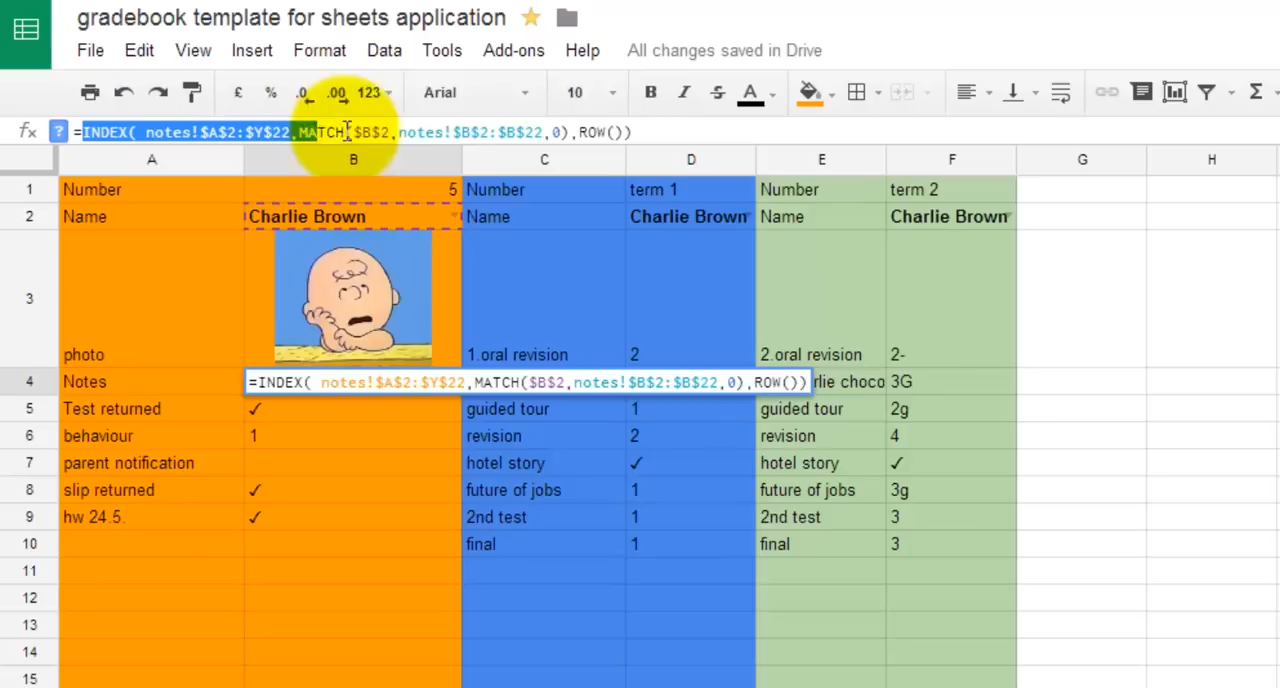 gradebook template for sheets application
File Edit View Insert Format Data Tools Add-ons Help All changes saved in Drive
£ % .0 .00 123 Arial 10 B I S A Σ
fx ? =INDEX( notes!$A$2:$Y$22,MATCH($B$2,notes!$B$2:$B$22,0),ROW())
A B C D E F G H
1 Number 5 Number term 1 Number term 2
2 Name Charlie Brown Name Charlie Brown Name Charlie Brown
3 photo 1.oral revision 2 2.oral revision 2-
4 Notes =INDEX( notes!$A$2:$Y$22,MATCH($B$2,notes!$B$2:$B$22,0),ROW()) rlie choco 3G
5 Test returned ✓ guided tour 1 guided tour 2g
6 behaviour 1 revision 2 revision 4
7 parent notification hotel story ✓ hotel story ✓
8 slip returned ✓ future of jobs 1 future of jobs 3g
9 hw 24.5. ✓ 2nd test 1 2nd test 3
10 final 1 final 3
11
12
13
14
15